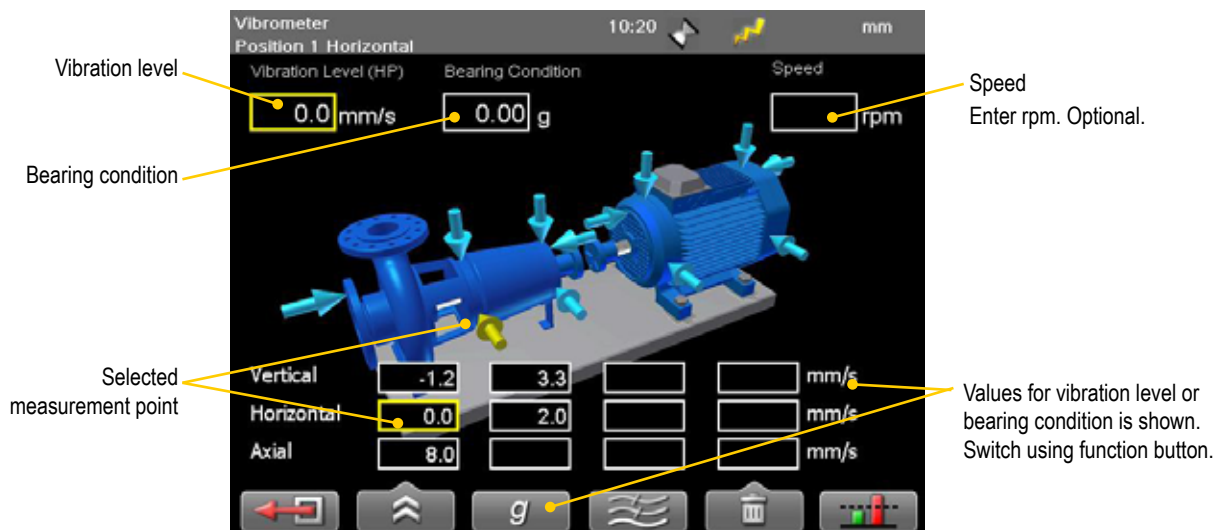 Vibrometer
10:20
mm
Position 1 Horizontal
Vibration level
Vibration Level (HP)
Bearing Condition
Speed
0.0 mm/s
0.00 g
rpm
Speed
Enter rpm. Optional.
Bearing condition
Selected
measurement point
Vertical -1.2 3.3 mm/s
Horizontal 0.0 2.0 mm/s
Axial 8.0 mm/s
Values for vibration level or
bearing condition is shown.
Switch using function button.
g